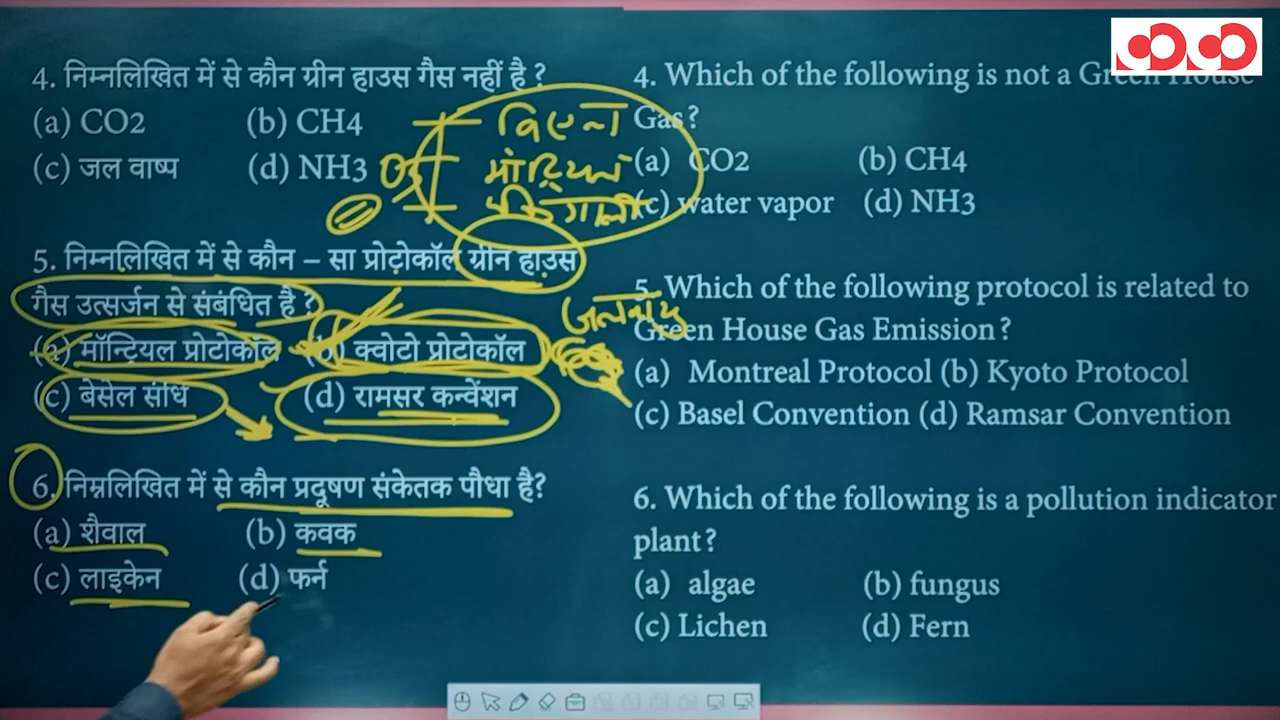 4. निम्नलिखित में से कौन ग्रीन हाउस गैस नहीं है ?
(a) CO2 (b) CH4
(c) जल वाष्प (d) NH3
वियना
मॉन्ट्रियल
5. निम्नलिखित में से कौन – सा प्रोटोकॉल ग्रीन हाउस
गैस उत्सर्जन से संबंधित है ?
(a) मॉन्ट्रियल प्रोटोकॉल (b) क्योटो प्रोटोकॉल
(c) बेसेल संधि (d) रामसर कन्वेंशन
6. निम्नलिखित में से कौन प्रदूषण संकेतक पौधा है?
(a) शैवाल (b) कवक
(c) लाइकेन (d) फर्न
4. Which of the following is not a Green House
Gas?
(a) CO2 (b) CH4
(c) water vapor (d) NH3
5. Which of the following protocol is related to
Green House Gas Emission?
(a) Montreal Protocol (b) Kyoto Protocol
(c) Basel Convention (d) Ramsar Convention
6. Which of the following is a pollution indicator
plant?
(a) algae (b) fungus
(c) Lichen (d) Fern